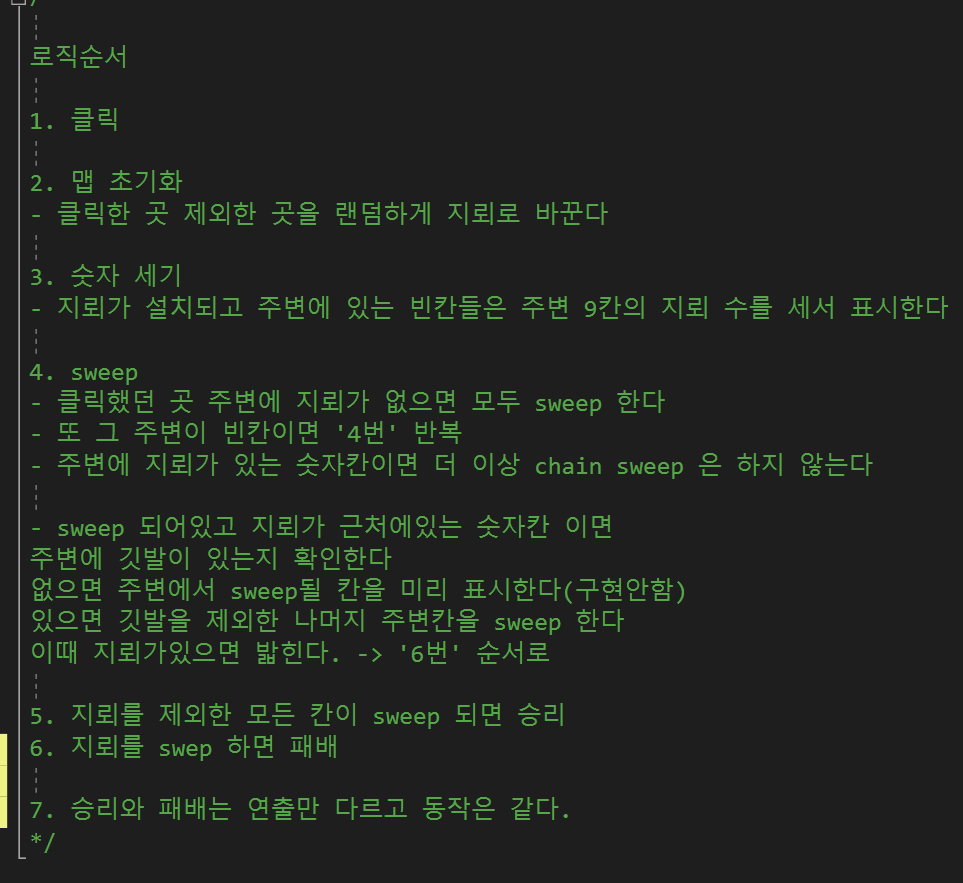 로직순서
1. 클릭
2. 맵 초기화
- 클릭한 곳 제외한 곳을 랜덤하게 지뢰로 바꾼다
3. 숫자 세기
- 지뢰가 설치되고 주변에 있는 빈칸들은 주변 9칸의 지뢰 수를 세서 표시한다
4. sweep
- 클릭했던 곳 주변에 지뢰가 없으면 모두 sweep 한다
- 또 그 주변이 빈칸이면 '4번' 반복
- 주변에 지뢰가 있는 숫자칸이면 더 이상 chain sweep 은 하지 않는다
- sweep 되어있고 지뢰가 근처에있는 숫자칸 이면
주변에 깃발이 있는지 확인한다
없으면 주변에서 sweep될 칸을 미리 표시한다(구현안함)
있으면 깃발을 제외한 나머지 주변칸을 sweep 한다
이때 지뢰가있으면 밟힌다. -> '6번' 순서로
5. 지뢰를 제외한 모든 칸이 sweep 되면 승리
6. 지뢰를 swep 하면 패배
7. 승리와 패배는 연출만 다르고 동작은 같다.
*/